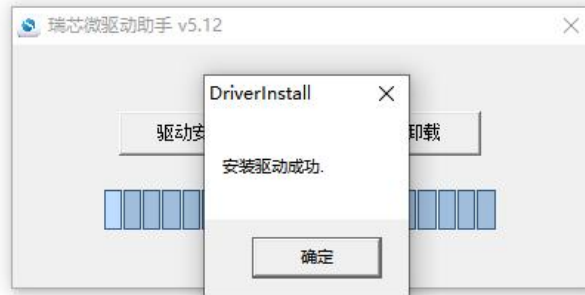 瑞芯微驱动助手 v5.12
DriverInstall
驱动安
卸载
安装驱动成功.
确定